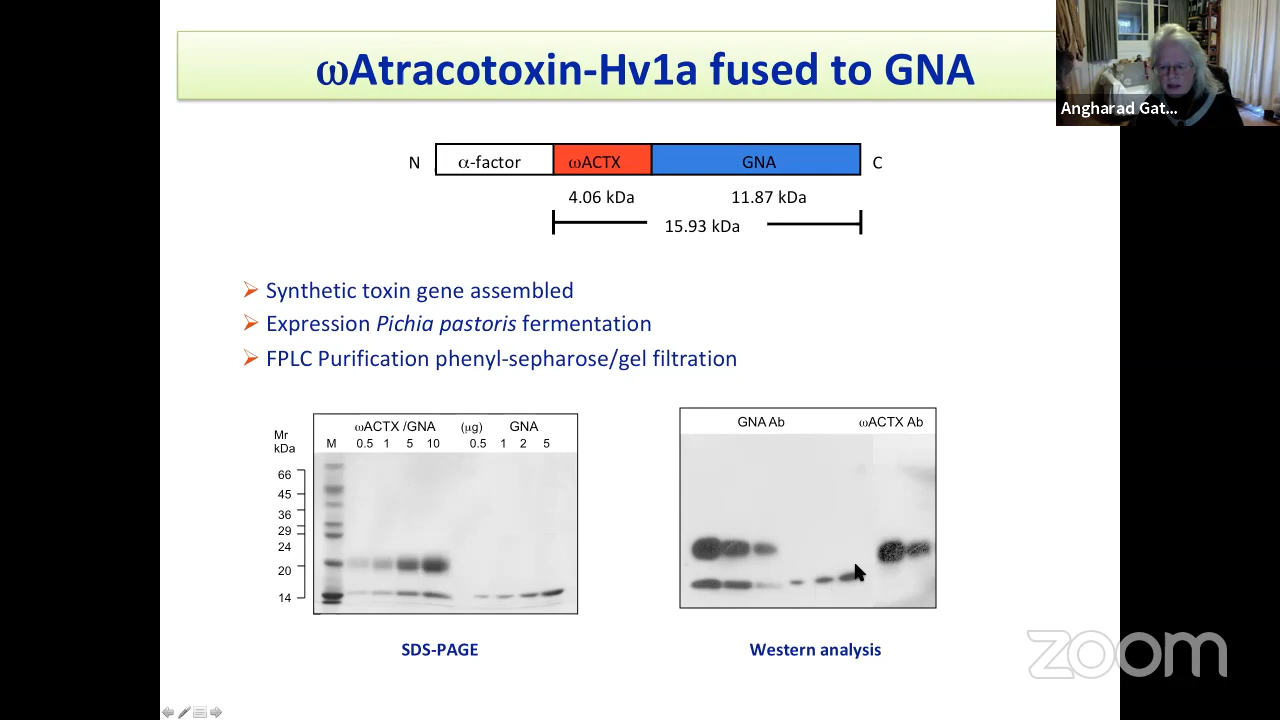 ωAtracotoxin-Hv1a fused to GNA
Angharad Gat...
N α-factor ωACTX GNA C
4.06 kDa 11.87 kDa
15.93 kDa
Synthetic toxin gene assembled
Expression Pichia pastoris fermentation
FPLC Purification phenyl-sepharose/gel filtration
ωACTX /GNA (µg) GNA
Mr
kDa
M 0.5 1 5 10 0.5 1 2 5
66
45
36
29
24
20
14
GNA Ab ωACTX Ab
SDS-PAGE
Western analysis
zoom